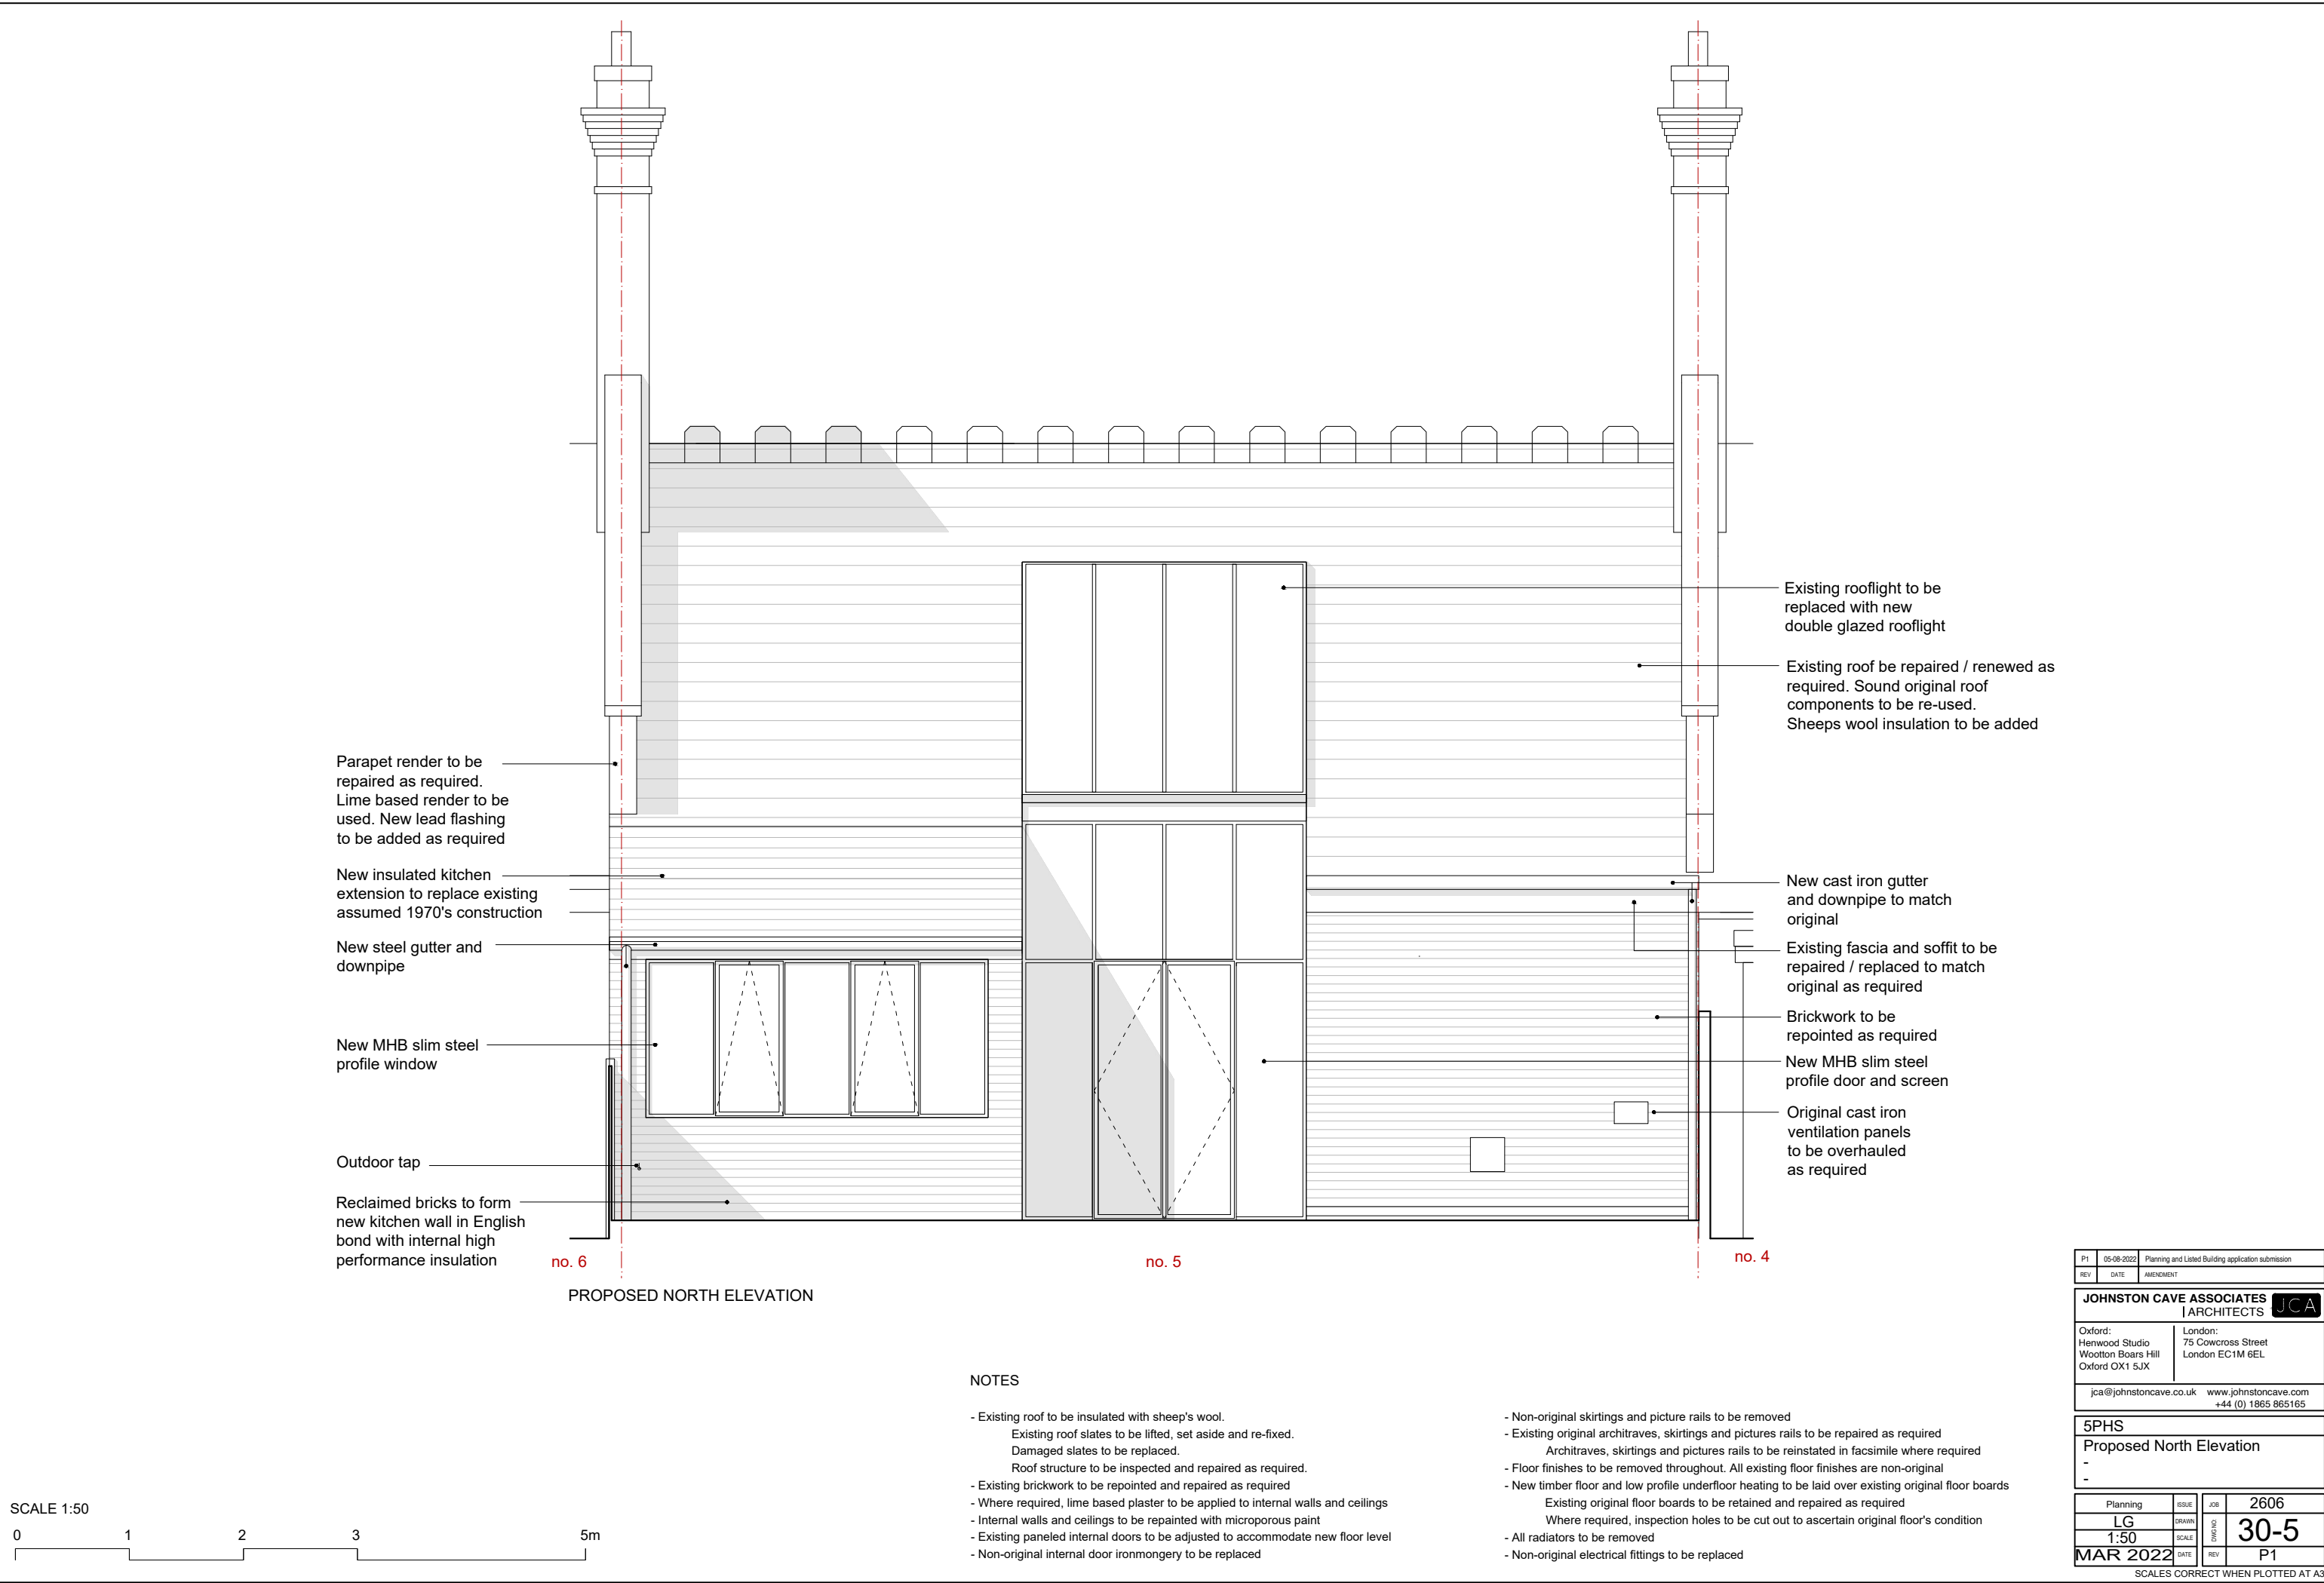 Existing rooflight to be
replaced with new
double glazed rooflight
Existing roof be repaired / renewed as
required. Sound original roof
components to be re-used.
Sheeps wool insulation to be added
Parapet render to be
repaired as required.
Lime based render to be
used. New lead flashing
to be added as required
New insulated kitchen
extension to replace existing
assumed 1970's construction
New steel gutter and
downpipe
New MHB slim steel
profile window
Outdoor tap
Reclaimed bricks to form
new kitchen wall in English
bond with internal high
performance insulation
New cast iron gutter
and downpipe to match
original
Existing fascia and soffit to be
repaired / replaced to match
original as required
Brickwork to be
repointed as required
New MHB slim steel
profile door and screen
Original cast iron
ventilation panels
to be overhauled
as required
no. 6
no. 5
no. 4
PROPOSED NORTH ELEVATION
NOTES
- Existing roof to be insulated with sheep's wool.
Existing roof slates to be lifted, set aside and re-fixed.
Damaged slates to be replaced.
Roof structure to be inspected and repaired as required.
- Existing brickwork to be repointed and repaired as required
- Where required, lime based plaster to be applied to internal walls and ceilings
- Internal walls and ceilings to be repainted with microporous paint
- Existing paneled internal doors to be adjusted to accommodate new floor level
- Non-original internal door ironmongery to be replaced
- Non-original skirtings and picture rails to be removed
- Existing original architraves, skirtings and pictures rails to be repaired as required
Architraves, skirtings and pictures rails to be reinstated in facsimile where required
- Floor finishes to be removed throughout. All existing floor finishes are non-original
- New timber floor and low profile underfloor heating to be laid over existing original floor boards
Existing original floor boards to be retained and repaired as required
Where required, inspection holes to be cut out to ascertain original floor's condition
- All radiators to be removed
- Non-original electrical fittings to be replaced
SCALE 1:50
0 1 2 3 5m
P1 05-08-2022 Planning and Listed Building application submission
REV DATE AMENDMENT
JOHNSTON CAVE ASSOCIATES
| ARCHITECTS
JCA
Oxford:
Henwood Studio
Wootton Boars Hill
Oxford OX1 5JX
London:
75 Cowcross Street
London EC1M 6EL
jca@johnstoncave.co.uk www.johnstoncave.com
+44 (0) 1865 865165
5PHS
Proposed North Elevation
-
-
Planning ISSUE JOB 2606
LG DRAWN DWG NO 30-5
1:50 SCALE
MAR 2022 DATE REV P1
SCALES CORRECT WHEN PLOTTED AT